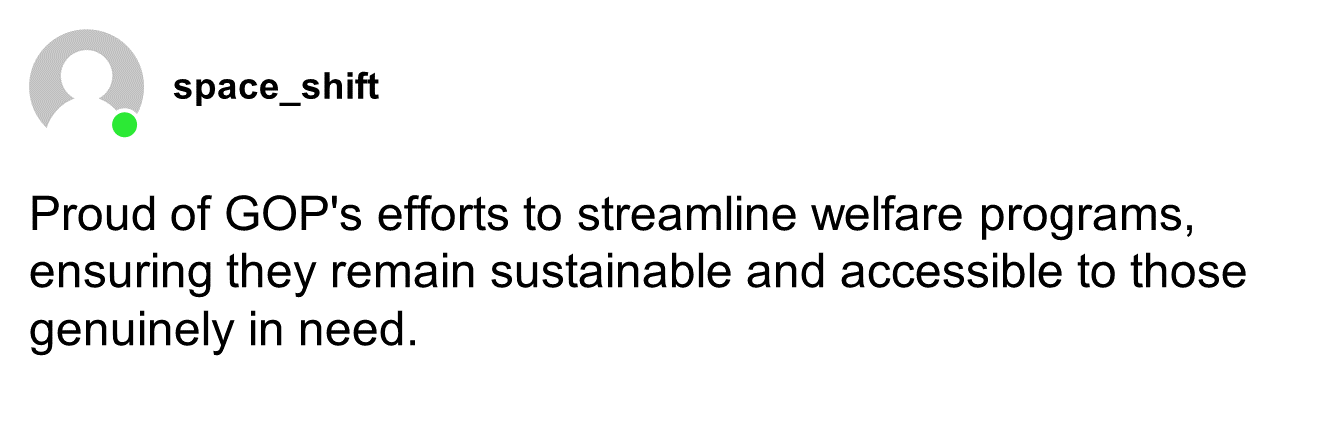 space_shift
Proud of GOP's efforts to streamline welfare programs,
ensuring they remain sustainable and accessible to those
genuinely in need.